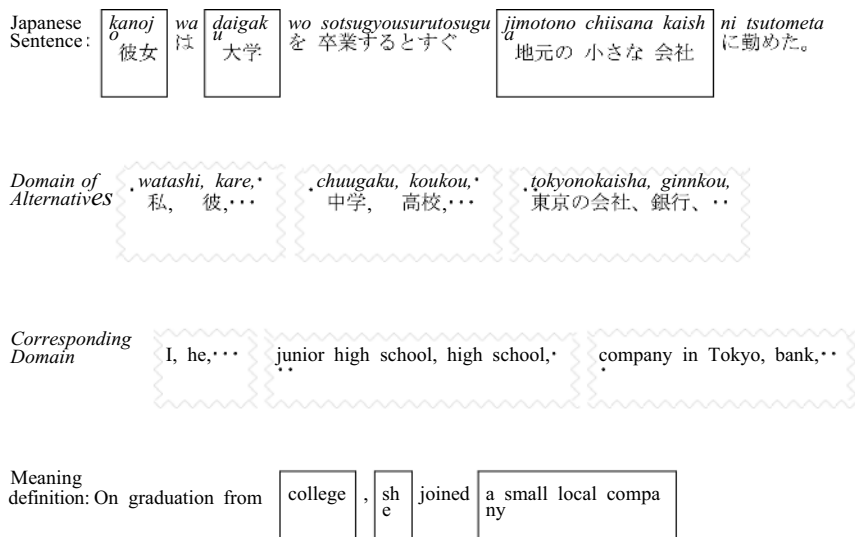 Japanese kanojo wa daigaku wo sotsugyousurutosugu jimotono chiisana kaisha ni tsutometa
Sentence: 彼女 は 大学 を 卒業するとすぐ 地元の 小さな 会社 に勤めた。
Domain of watashi, kare,··· chuugaku, koukou,··· tokyonokaisha, ginnkou,···
Alternatives 私, 彼,··· 中学, 高校,··· 東京の会社、銀行、··
Corresponding
Domain I, he,··· junior high school, high school,··· company in Tokyo, bank,···
Meaning
definition: On graduation from college , she joined a small local company